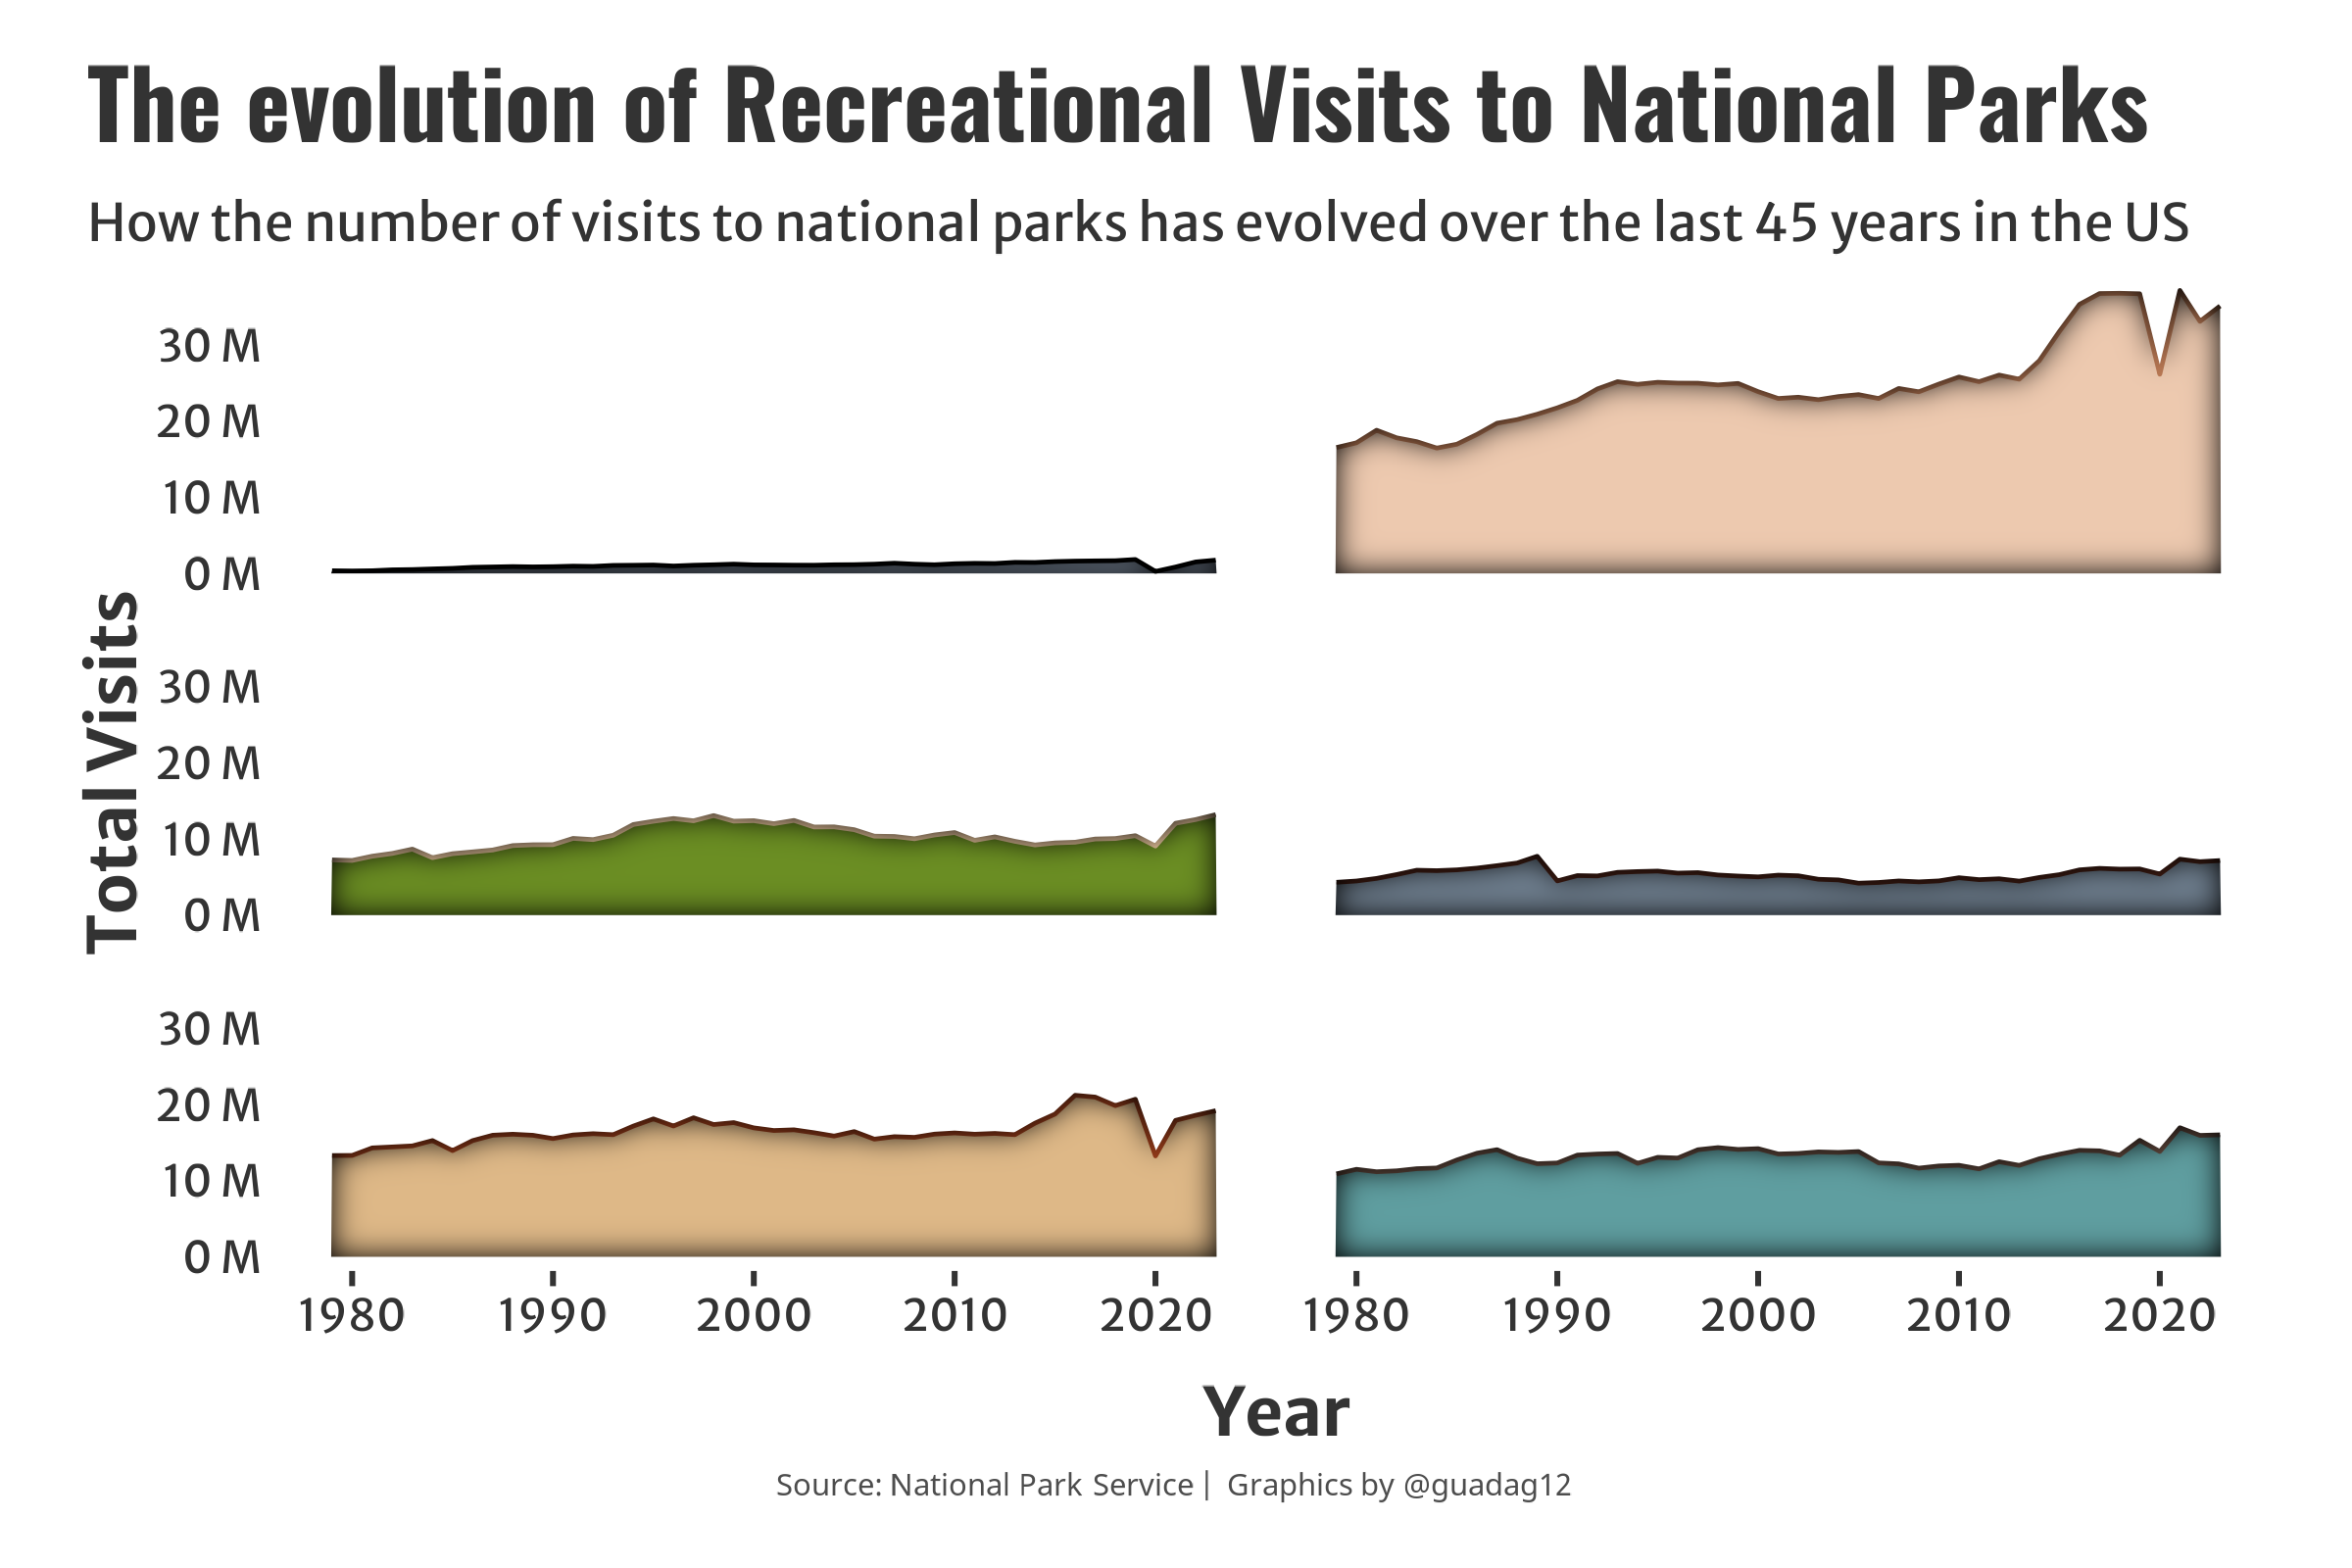 The evolution of Recreational Visits to National Parks
How the number of visits to national parks has evolved over the last 45 years in the US
30 M
20 M
10 M
0 M
Total Visits
30 M
20 M
10 M
0 M
30 M
20 M
10 M
0 M
1980 1990 2000 2010 2020 1980 1990 2000 2010 2020
Year
Source: National Park Service | Graphics by @guadag12